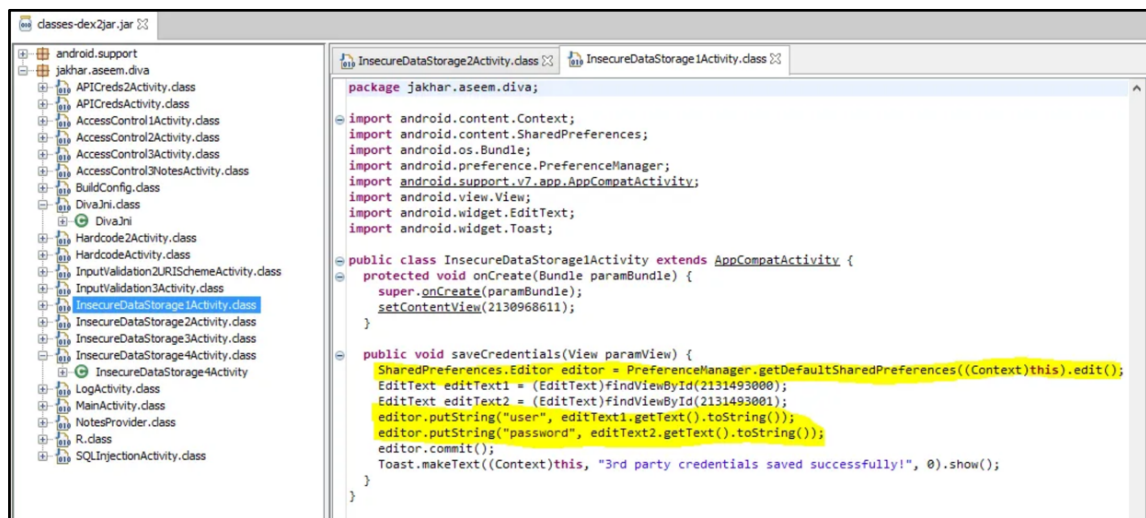 classes-dex2jar.jar
android.support
jakhar.aseem.diva
APICreds2Activity.class
APICredsActivity.class
AccessControl1Activity.class
AccessControl2Activity.class
AccessControl3Activity.class
AccessControl3NotesActivity.class
BuildConfig.class
DivaJni.class
DivaJni
Hardcode2Activity.class
HardcodeActivity.class
InputValidation2URISchemeActivity.class
InputValidation3Activity.class
InsecureDataStorage1Activity.class
InsecureDataStorage2Activity.class
InsecureDataStorage3Activity.class
InsecureDataStorage4Activity.class
InsecureDataStorage4Activity
LogActivity.class
MainActivity.class
NotesProvider.class
R.class
SQLInjectionActivity.class
InsecureDataStorage2Activity.class InsecureDataStorage1Activity.class
package jakhar.aseem.diva;
import android.content.Context;
import android.content.SharedPreferences;
import android.os.Bundle;
import android.preference.PreferenceManager;
import android.support.v7.app.AppCompatActivity;
import android.view.View;
import android.widget.EditText;
import android.widget.Toast;
public class InsecureDataStorage1Activity extends AppCompatActivity {
protected void onCreate(Bundle paramBundle) {
super.onCreate(paramBundle);
setContentView(2130968611);
}
public void saveCredentials(View paramView) {
SharedPreferences.Editor editor = PreferenceManager.getDefaultSharedPreferences((Context)this).edit();
EditText editText1 = (EditText)findViewById(2131493000);
EditText editText2 = (EditText)findViewById(2131493001);
editor.putString("user", editText1.getText().toString());
editor.putString("password", editText2.getText().toString());
editor.commit();
Toast.makeText((Context)this, "3rd party credentials saved successfully!", 0).show();
}
}